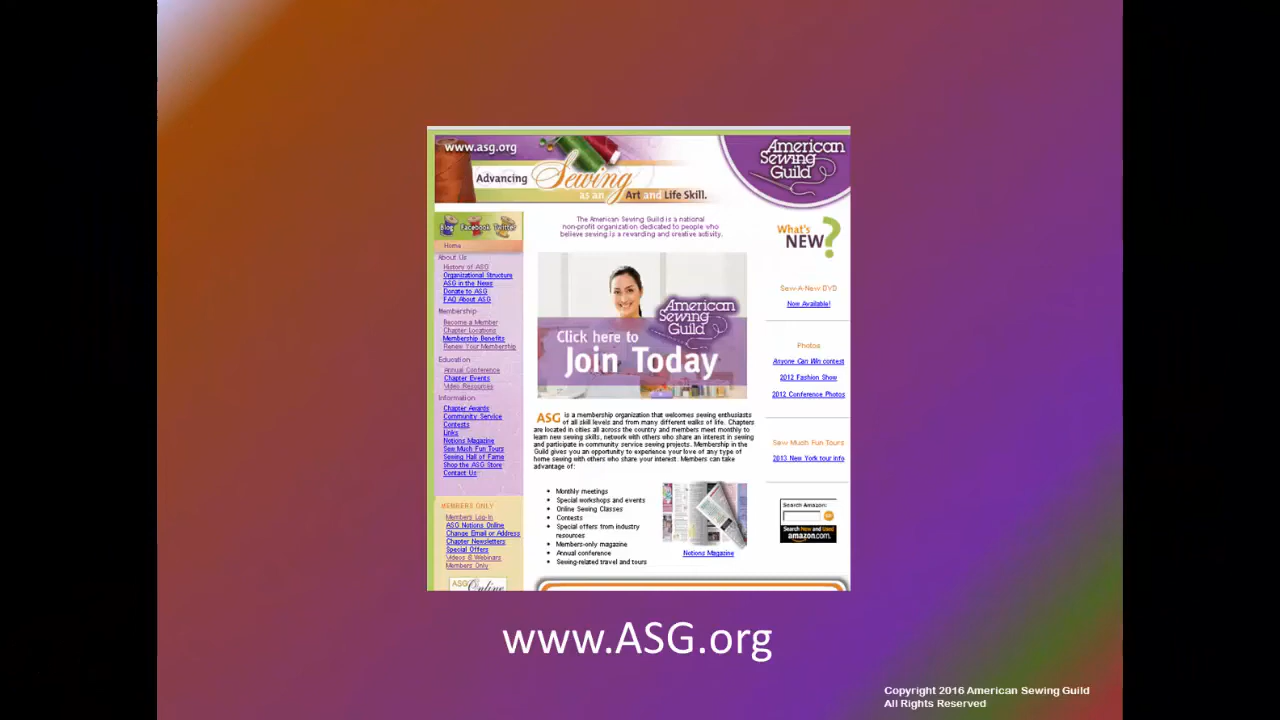 www.asg.org
Advancing Sewing as an Art and Life Skill.
American
Sewing
Guild
Blog Facebook Twitter
Home
About Us
History of ASG
Organizational Structure
ASG in the News
Donate to ASG
FAQ About ASG
Membership
Become a Member
Chapter Locations
Membership Benefits
Renew Your Membership
Education
Annual Conference
Chapter Events
Video Resources
Information
Chapter Awards
Community Service
Contests
Links
Notions Magazine
Sew Much Fun Tours
Sewing Hall of Fame
Shop the ASG Store
Contact Us
MEMBERS ONLY
Members Log-In
ASG Notions Online
Change Email or Address
Chapter Newsletters
Special Offers
Videos & Webinars
Members Only
ASG Online
The American Sewing Guild is a national
non-profit organization dedicated to people who
believe sewing is a rewarding and creative activity.
American
Sewing
Guild
Click here to
Join Today
ASG is a membership organization that welcomes sewing enthusiasts
of all skill levels and from many different walks of life. Chapters
are located in cities all across the country and members meet monthly to
learn new sewing skills, network with others who share an interest in sewing
and participate in community service sewing projects. Membership in the
Guild gives you an opportunity to experience your love of any type of
home sewing with others who share your interest. Members can take
advantage of:
• Monthly meetings
• Special workshops and events
• Online Sewing Classes
• Contests
• Special offers from industry
resources
• Members-only magazine
• Annual conference
• Sewing-related travel and tours
Notions Magazine
What's
NEW?
Sew-A-New DVD
Now Available!
Photos
Anyone Can Win contest
2012 Fashion Show
2012 Conference Photos
Sew Much Fun Tours
2013 New York tour info
Search Amazon:
GO
Search New and Used
amazon.com
www.ASG.org
Copyright 2016 American Sewing Guild
All Rights Reserved